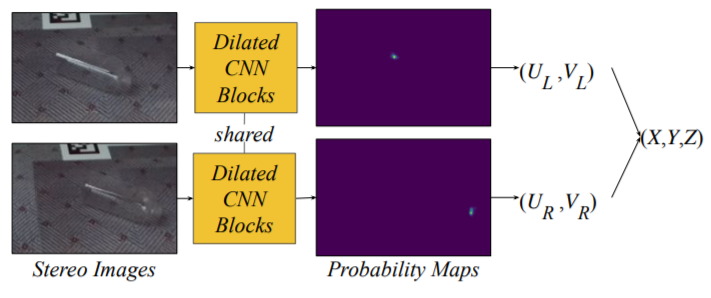 Dilated
CNN
Blocks
(U_L ,V_L)
shared
(X,Y,Z)
Dilated
CNN
Blocks
(U_R ,V_R)
Stereo Images
Probability Maps